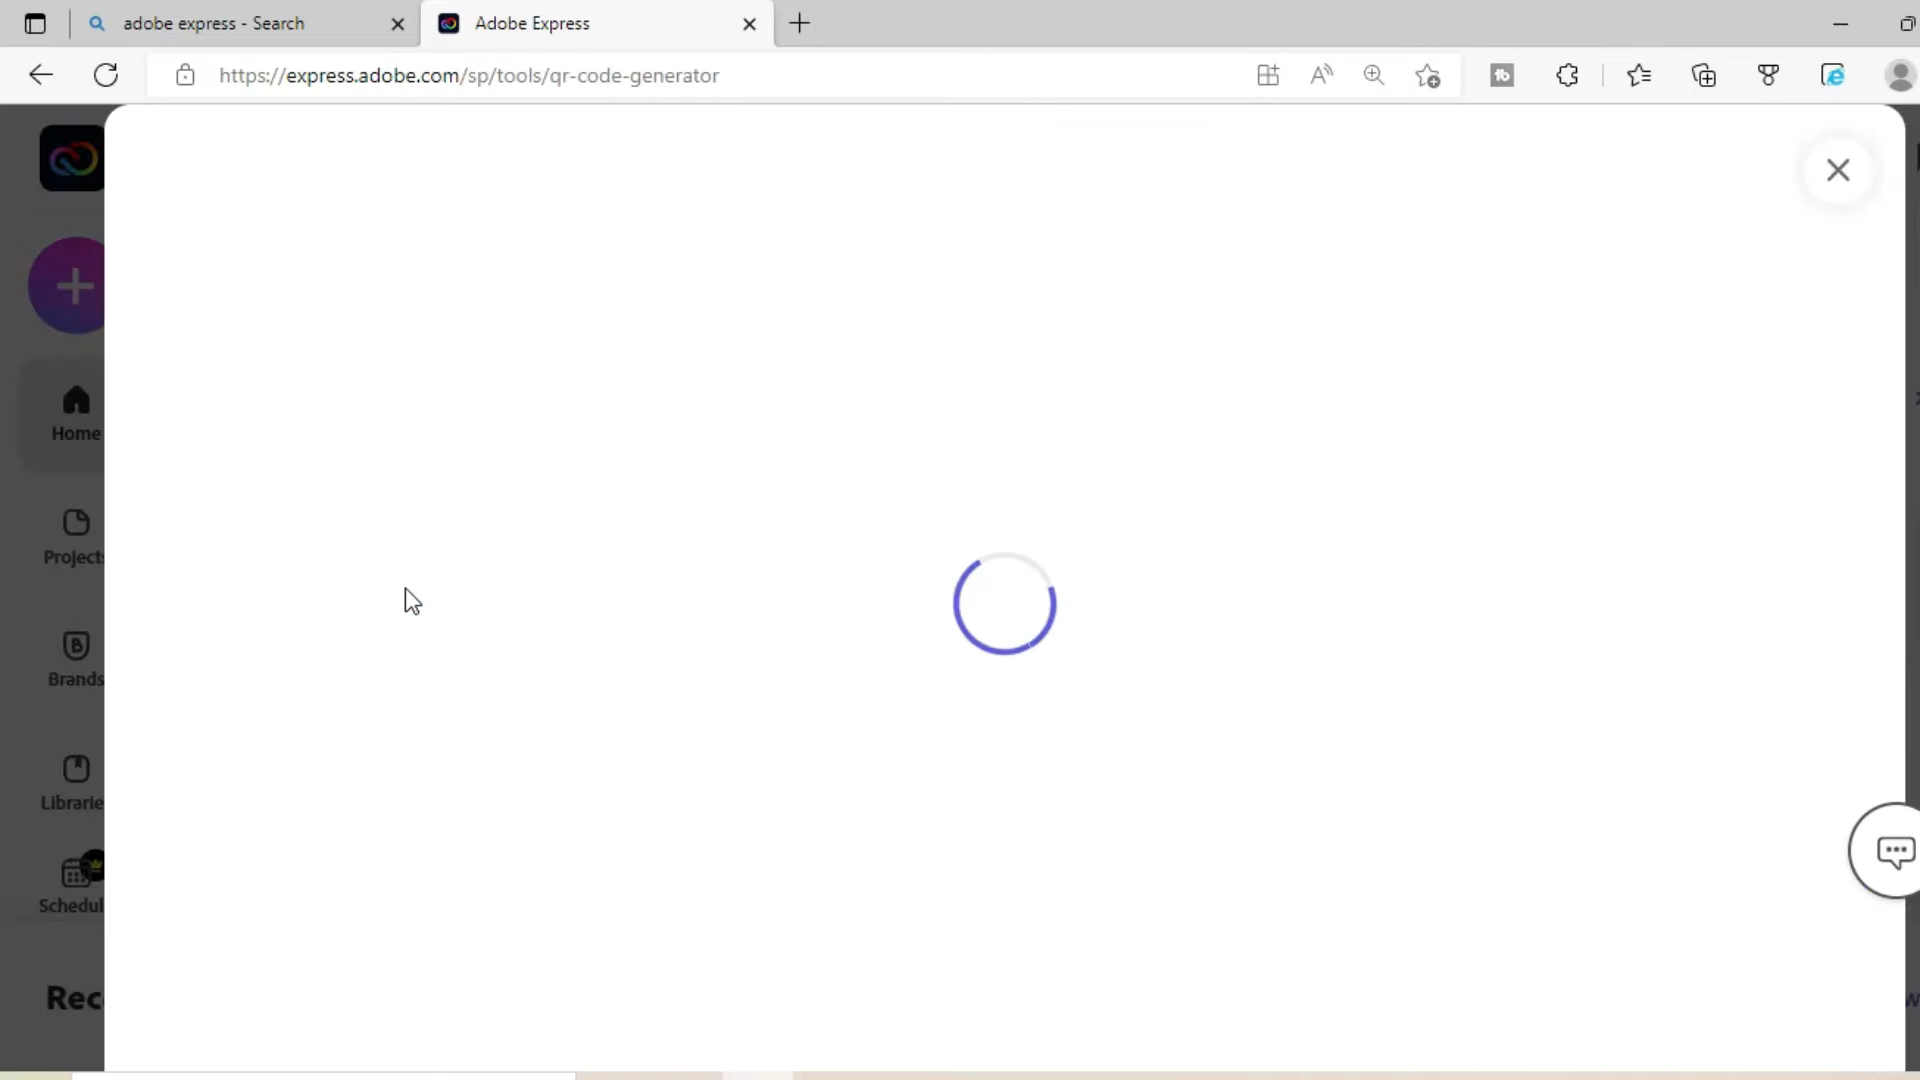 adobe express - Search
Adobe Express
https://express.adobe.com/sp/tools/qr-code-generator
Home
Projects
Brands
Librarie
Schedul
Rec